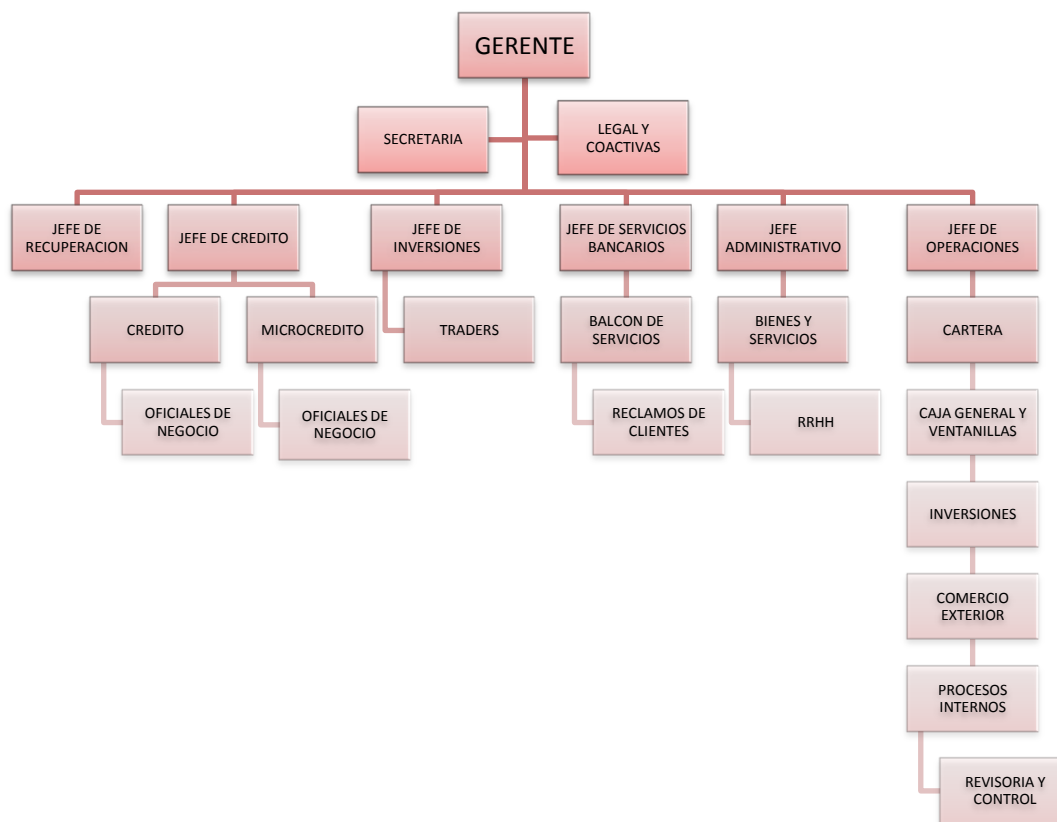 GERENTE
SECRETARIA
LEGAL Y
COACTIVAS
JEFE DE
RECUPERACION
JEFE DE CREDITO
JEFE DE
INVERSIONES
JEFE DE SERVICIOS
BANCARIOS
JEFE
ADMINISTRATIVO
JEFE DE
OPERACIONES
CREDITO
MICROCREDITO
TRADERS
BALCON DE
SERVICIOS
BIENES Y
SERVICIOS
CARTERA
OFICIALES DE
NEGOCIO
OFICIALES DE
NEGOCIO
RECLAMOS DE
CLIENTES
RRHH
CAJA GENERAL Y
VENTANILLAS
INVERSIONES
COMERCIO
EXTERIOR
PROCESOS
INTERNOS
REVISORIA Y
CONTROL